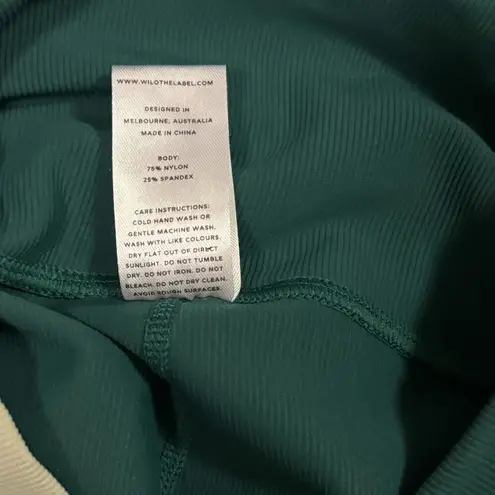 WWW.WILOTHELABEL.COM
DESIGNED IN
MELBOURNE, AUSTRALIA
MADE IN CHINA
BODY:
75% NYLON
25% SPANDEX
CARE INSTRUCTIONS:
COLD HAND WASH OR
GENTLE MACHINE WASH.
WASH WITH LIKE COLOURS.
DRY FLAT OUT OF DIRECT
SUNLIGHT. DO NOT TUMBLE
DRY. DO NOT IRON. DO NOT
BLEACH. DO NOT DRY CLEAN.
AVOID ROUGH SURFACES.